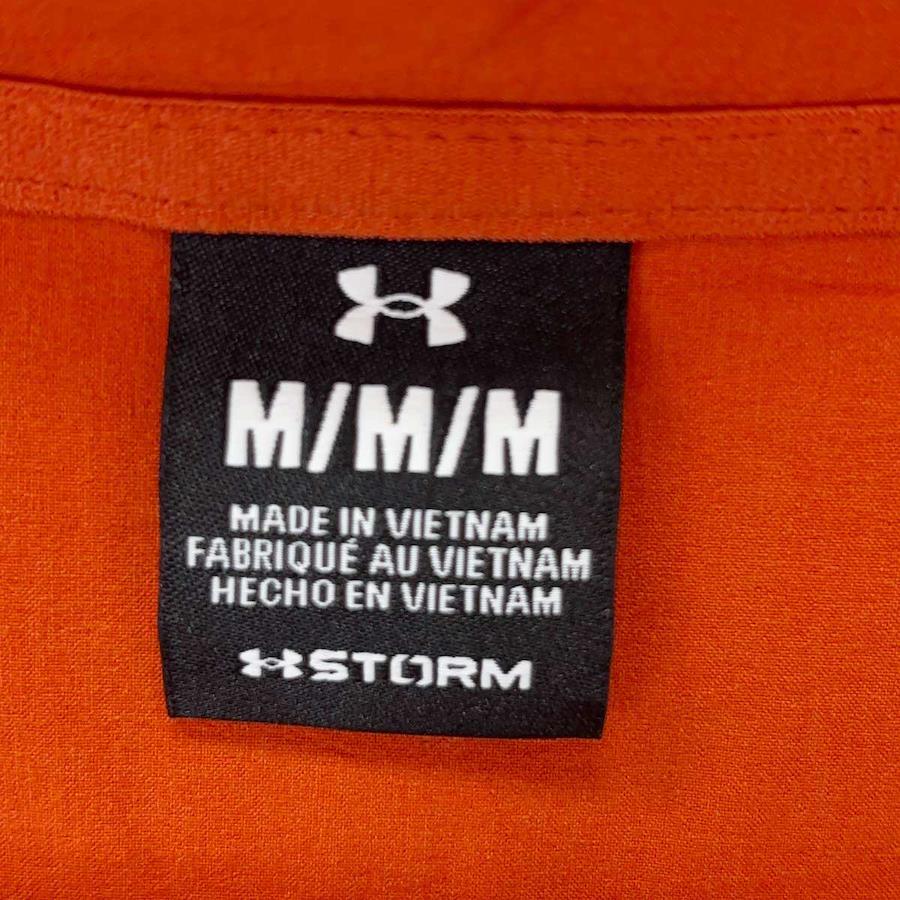 M/M/M
MADE IN VIETNAM
FABRIQUÉ AU VIETNAM
HECHO EN VIETNAM
STORM